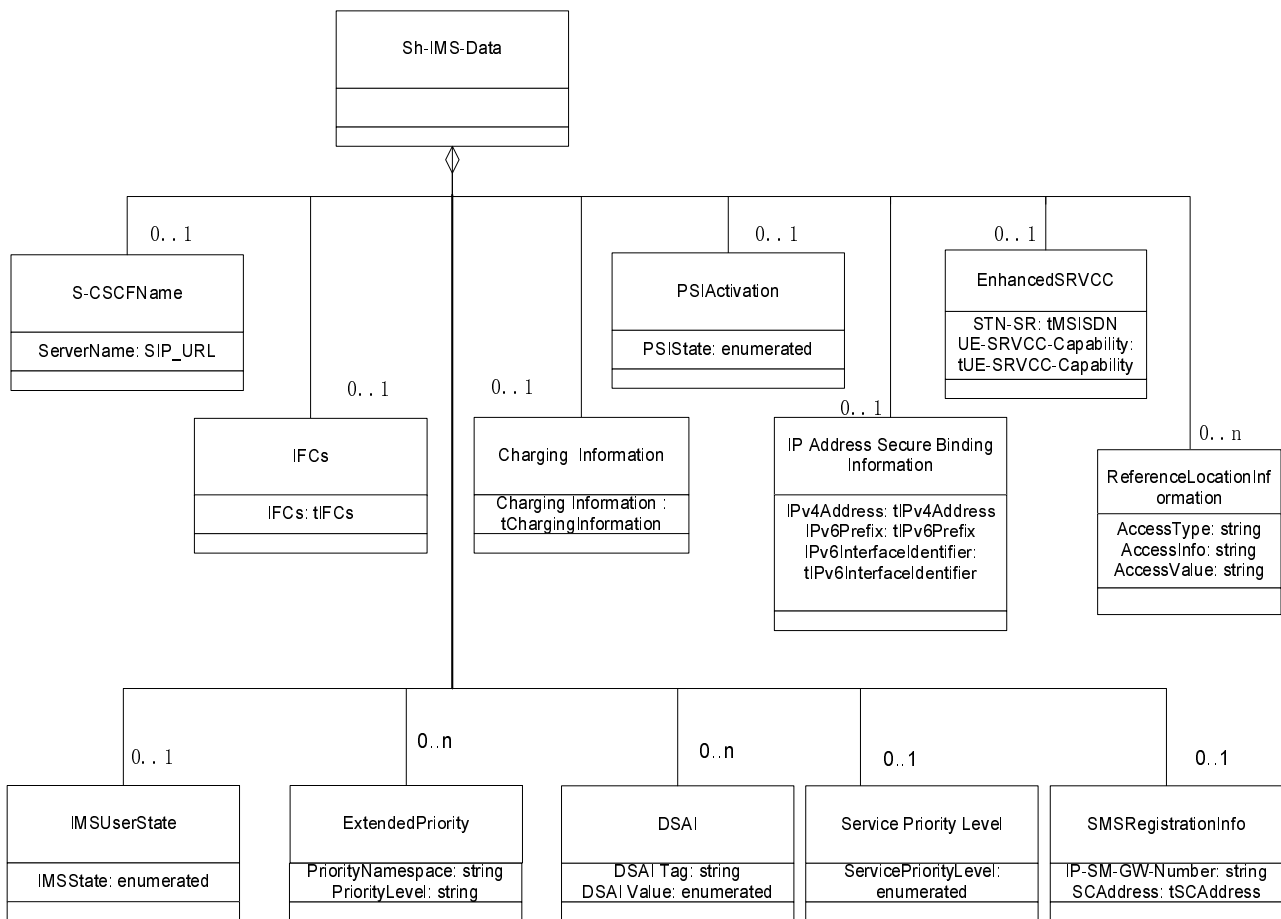 Sh-IMS-Data
0..1
S-CSCFName
ServerName: SIP_URL
0..1
IFCs
IFCs: tIFCs
0..1
Charging Information
Charging Information :
tChargingInformation
0..1
PSIActivation
PSIState: enumerated
0..1
IP Address Secure Binding
Information
IPv4Address: tIPv4Address
IPv6Prefix: tIPv6Prefix
IPv6InterfaceIdentifier:
tIPv6InterfaceIdentifier
0..1
EnhancedSRVCC
STN-SR: tMSISDN
UE-SRVCC-Capability:
tUE-SRVCC-Capability
0..n
ReferenceLocationInf
ormation
AccessType: string
AccessInfo: string
AccessValue: string
0..1
IMSUserState
IMSState: enumerated
0..n
ExtendedPriority
PriorityNamespace: string
PriorityLevel: string
0..n
DSAI
DSAI Tag: string
DSAI Value: enumerated
0..1
Service Priority Level
ServicePriorityLevel:
enumerated
0..1
SMSRegistrationInfo
IP-SM-GW-Number: string
SCAddress: tSCAddress